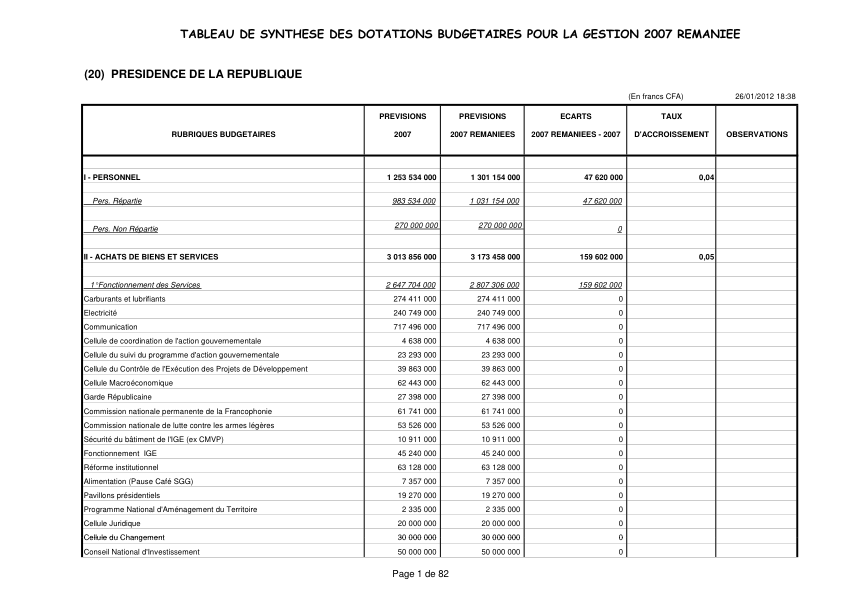 TABLEAU DE SYNTHESE DES DOTATIONS BUDGETAIRES POUR LA GESTION 2007 REMANIEE
(20) PRESIDENCE DE LA REPUBLIQUE
(En francs CFA) 26/01/2012 18:38
PREVISIONS PREVISIONS ECARTS TAUX
RUBRIQUES BUDGETAIRES 2007 2007 REMANIEES 2007 REMANIEES - 2007 D'ACCROISSEMENT OBSERVATIONS
I - PERSONNEL 1 253 534 000 1 301 154 000 47 620 000 0,04
Pers. Répartie 983 534 000 1 031 154 000 47 620 000
Pers. Non Répartie 270 000 000 270 000 000 0
II - ACHATS DE BIENS ET SERVICES 3 013 856 000 3 173 458 000 159 602 000 0,05
1°Fonctionnement des Services 2 647 704 000 2 807 306 000 159 602 000
Carburants et lubrifiants 274 411 000 274 411 000 0
Electricité 240 749 000 240 749 000 0
Communication 717 496 000 717 496 000 0
Cellule de coordination de l'action gouvernementale 4 638 000 4 638 000 0
Cellule du suivi du programme d'action gouvernementale 23 293 000 23 293 000 0
Cellule du Contrôle de l'Exécution des Projets de Développement 39 863 000 39 863 000 0
Cellule Macroéconomique 62 443 000 62 443 000 0
Garde Républicaine 27 398 000 27 398 000 0
Commission nationale permanente de la Francophonie 61 741 000 61 741 000 0
Commission nationale de lutte contre les armes légères 53 526 000 53 526 000 0
Sécurité du bâtiment de l'IGE (ex CMVP) 10 911 000 10 911 000 0
Fonctionnement IGE 45 240 000 45 240 000 0
Réforme institutionnel 63 128 000 63 128 000 0
Alimentation (Pause Café SGG) 7 357 000 7 357 000 0
Pavillons présidentiels 19 270 000 19 270 000 0
Programme National d'Aménagement du Territoire 2 335 000 2 335 000 0
Cellule Juridique 20 000 000 20 000 000 0
Cellule du Changement 30 000 000 30 000 000 0
Conseil National d'Investissement 50 000 000 50 000 000 0
Page 1 de 82